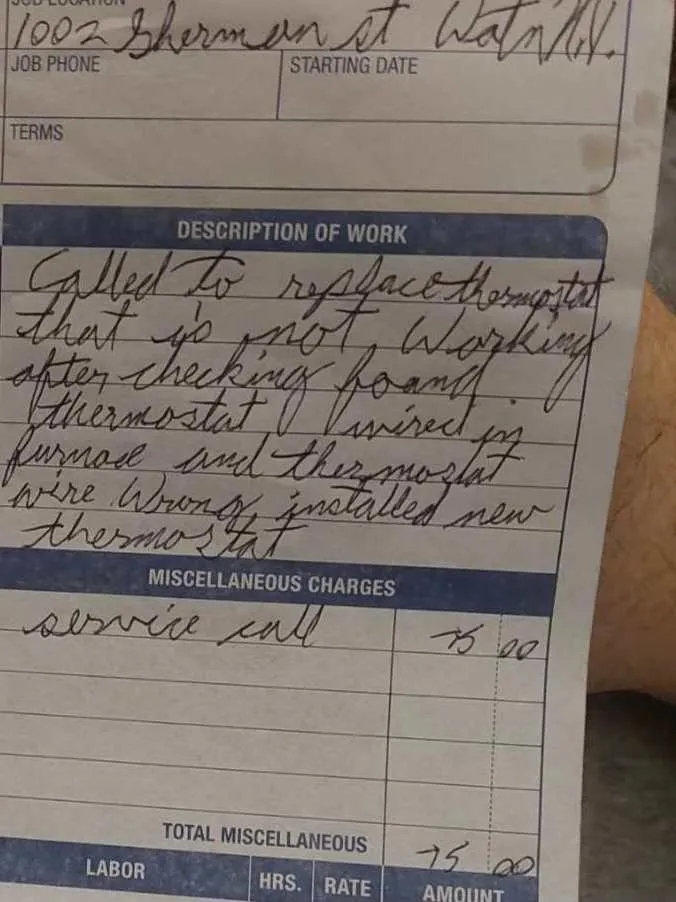 JOB LOCATION
1002 Sherman st Watn N.Y.
JOB PHONE STARTING DATE
TERMS
DESCRIPTION OF WORK
Called to replace thermostat
that is not Working
after checking found
thermostat wired in
furnace and thermostat
wire Wrong, installed new
thermostat
MISCELLANEOUS CHARGES
service call 75 00
TOTAL MISCELLANEOUS 75 00
LABOR HRS. RATE AMOUNT